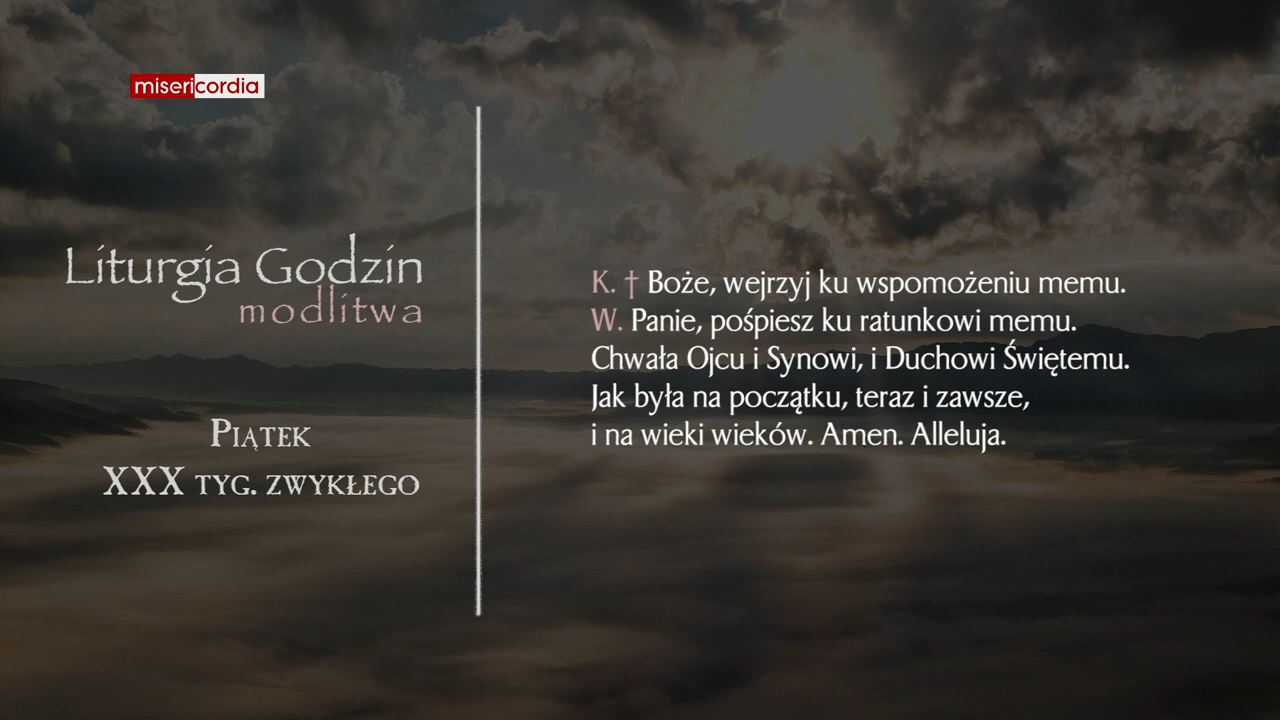 misericordia
Liturgia Godzin
modlitwa
Piątek
XXX tyg. zwykłego
K. † Boże, wejrzyj ku wspomożeniu memu.
W. Panie, pośpiesz ku ratunkowi memu.
Chwała Ojcu i Synowi, i Duchowi Świętemu.
Jak była na początku, teraz i zawsze,
i na wieki wieków. Amen. Alleluja.